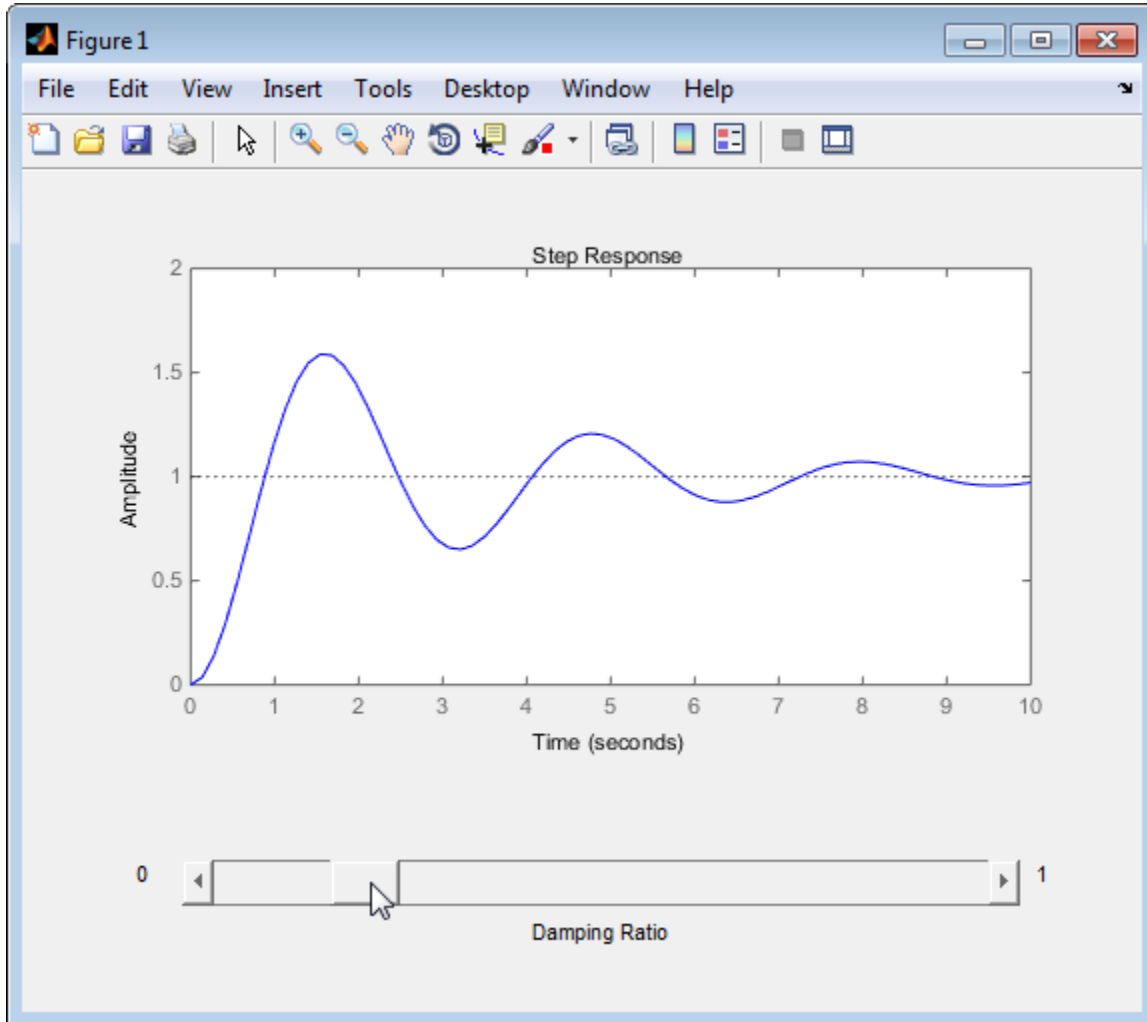 Figure 1
File Edit View Insert Tools Desktop Window Help
Step Response
2
1.5
1
0.5
0
Amplitude
0 1 2 3 4 5 6 7 8 9 10
Time (seconds)
0 1
Damping Ratio